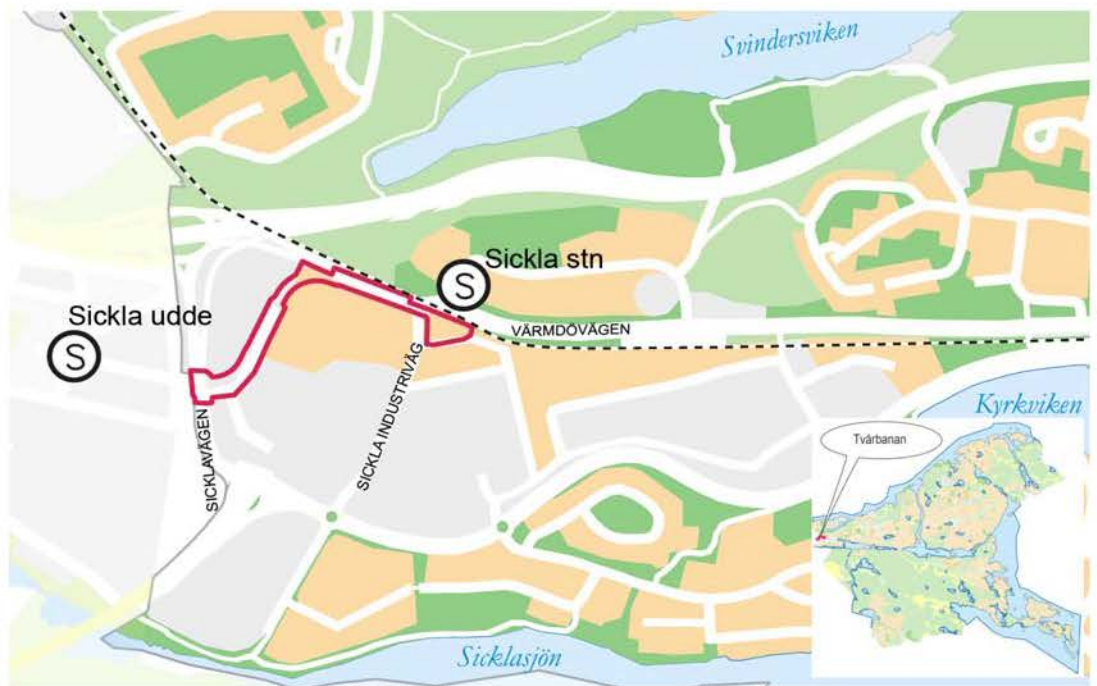 Svindersviken
Sickla stn
S
Sickla udde
S
VÄRMDÖVÄGEN
SICKLAVÄGEN
SICKLA INDUSTRIVÄG
Kyrkviken
Tvärbanan
Sicklasjön